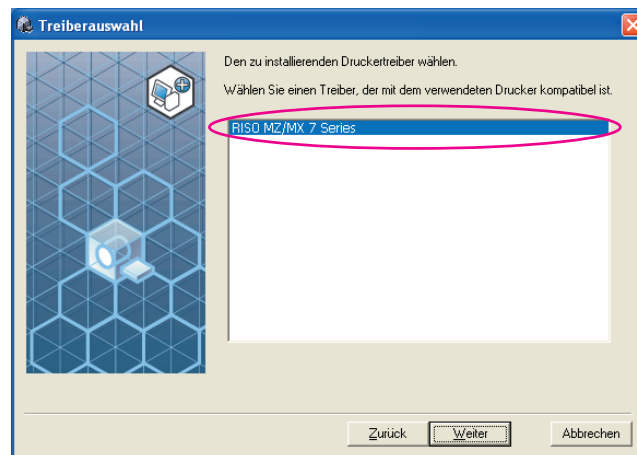 Treiberauswahl
Den zu installierenden Druckertreiber wählen.
Wählen Sie einen Treiber, der mit dem verwendeten Drucker kompatibel ist.
RISO MZ/MX 7 Series
Zurück
Weiter
Abbrechen